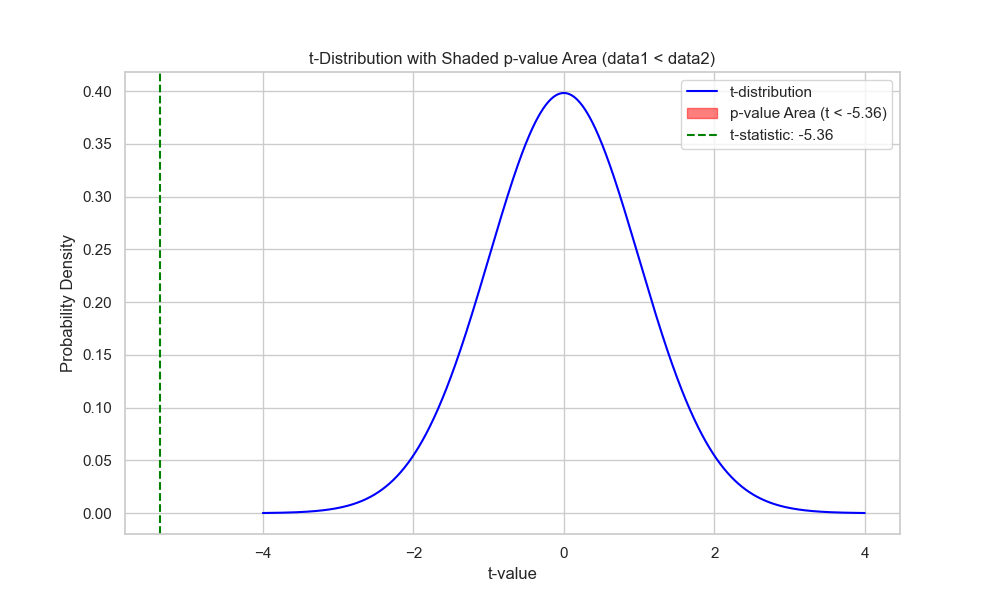 t-Distribution with Shaded p-value Area (data1 < data2)
t-distribution
p-value Area (t < -5.36)
t-statistic: -5.36
Probability Density
0.40
0.35
0.30
0.25
0.20
0.15
0.10
0.05
0.00
−4
−2
0
2
4
t-value